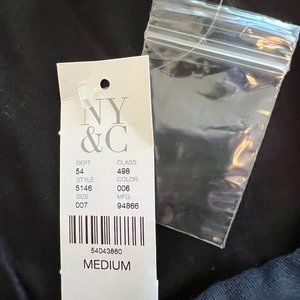 NY
&C
DEPT CLASS
54 498
STYLE COLOR
5146 006
SIZE MFG
007 94866
54043880
MEDIUM